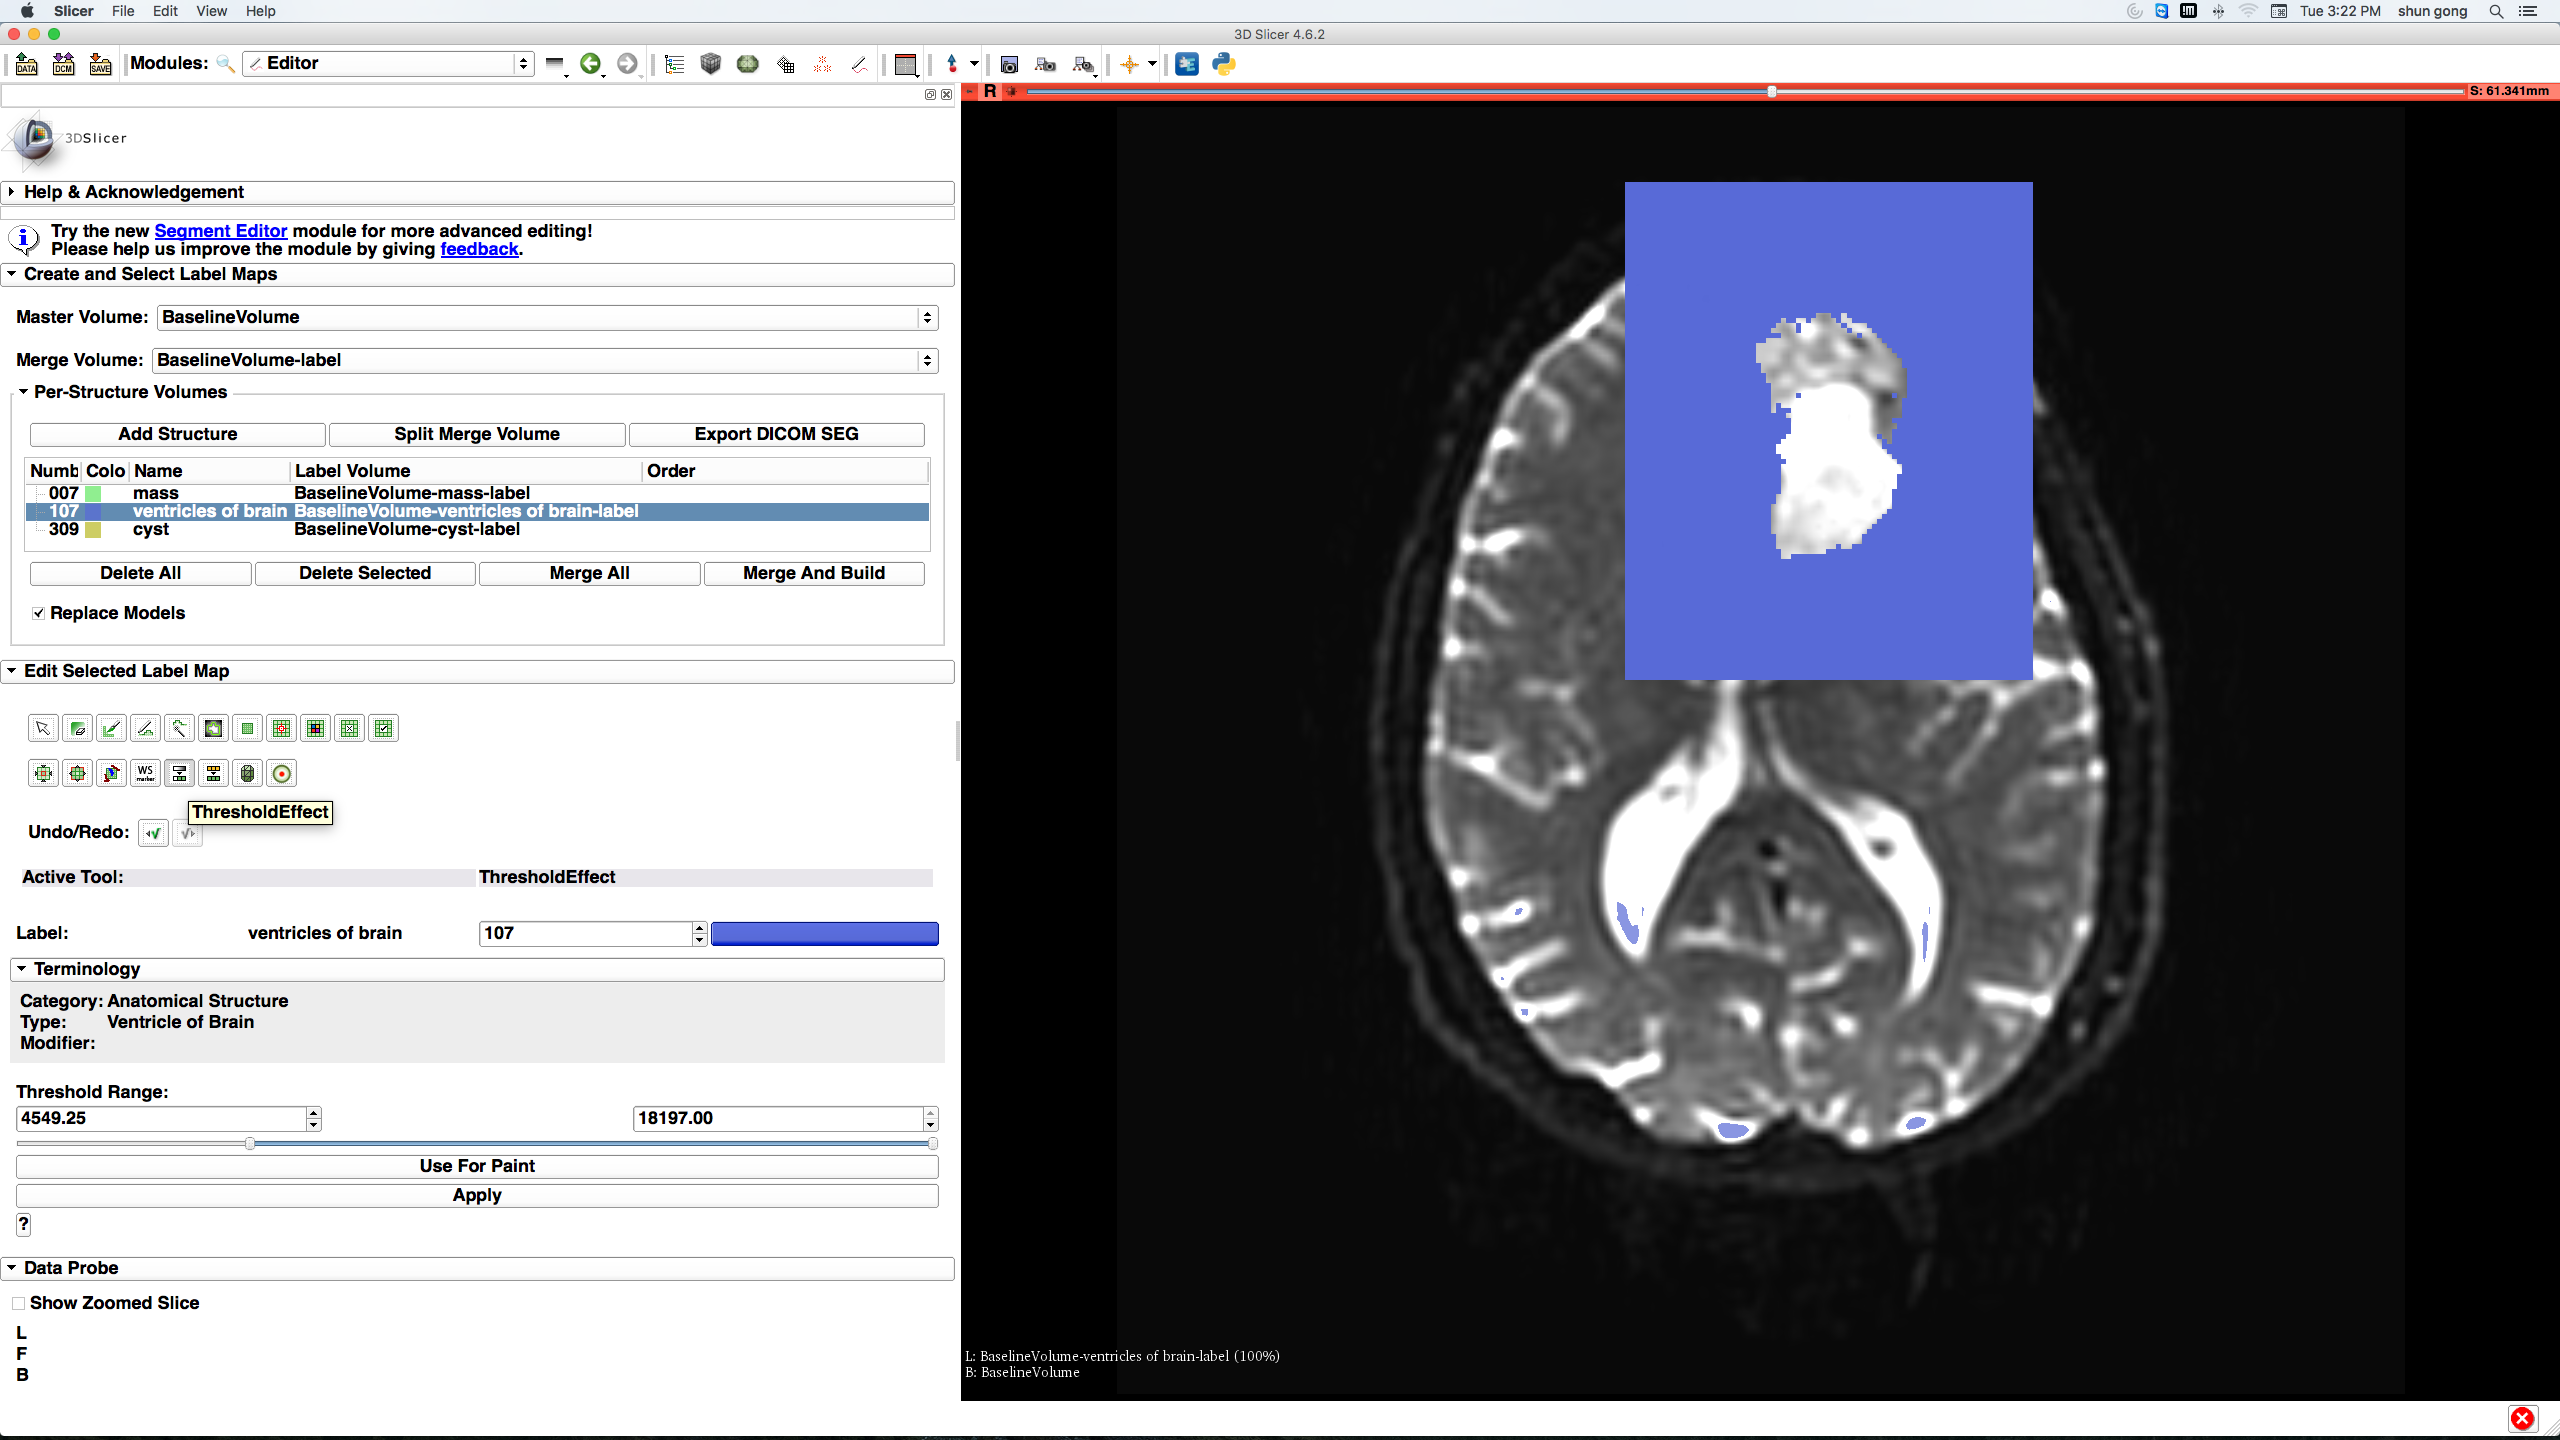 Slicer File Edit View Help Tue 3:22 PM shun gong
3D Slicer 4.6.2
DATA DCM SAVE Modules: Editor
R S: 61.341mm
3DSlicer
Help & Acknowledgement
Try the new Segment Editor module for more advanced editing!
Please help us improve the module by giving feedback.
Create and Select Label Maps
Master Volume: BaselineVolume
Merge Volume: BaselineVolume-label
Per-Structure Volumes
Add Structure Split Merge Volume Export DICOM SEG
Numb Colo Name Label Volume Order
007 mass BaselineVolume-mass-label
107 ventricles of brain BaselineVolume-ventricles of brain-label
309 cyst BaselineVolume-cyst-label
Delete All Delete Selected Merge All Merge And Build
Replace Models
Edit Selected Label Map
WS marker
ThresholdEffect
Undo/Redo:
Active Tool: ThresholdEffect
Label: ventricles of brain 107
Terminology
Category: Anatomical Structure
Type: Ventricle of Brain
Modifier:
Threshold Range:
4549.25 18197.00
Use For Paint
Apply
?
Data Probe
Show Zoomed Slice
L
F
B
L: BaselineVolume-ventricles of brain-label (100%)
B: BaselineVolume